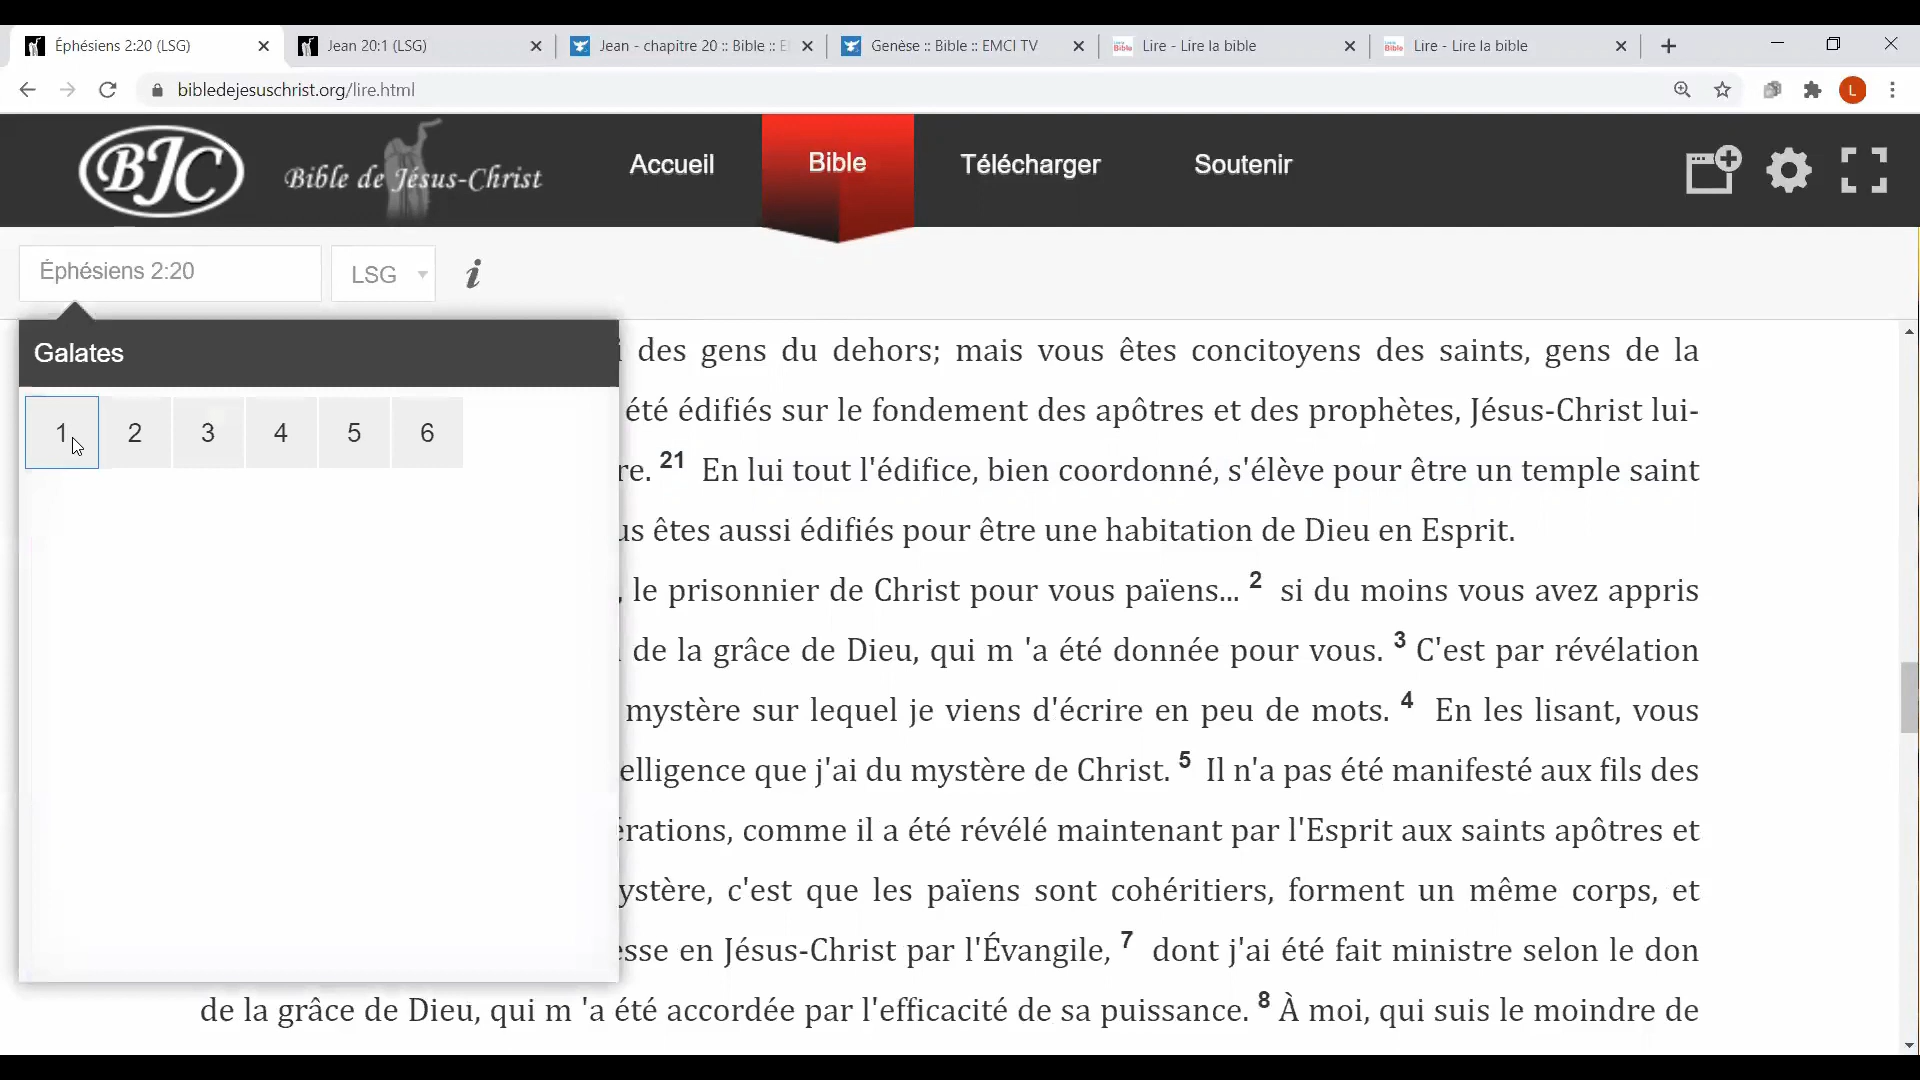 Éphésiens 2:20 (LSG)
Jean 20:1 (LSG)
Jean - chapitre 20 :: Bible :: E
Genèse :: Bible :: EMCI TV
Lire - Lire la bible
Lire - Lire la bible
bibledejesuschrist.org/lire.html
L
BJC
Bible de Jésus-Christ
Accueil
Bible
Télécharger
Soutenir
Éphésiens 2:20
LSG
i
Galates
1 2 3 4 5 6
des gens du dehors; mais vous êtes concitoyens des saints, gens de la
été édifiés sur le fondement des apôtres et des prophètes, Jésus-Christ lui-
re. 21 En lui tout l'édifice, bien coordonné, s'élève pour être un temple saint
us êtes aussi édifiés pour être une habitation de Dieu en Esprit.
, le prisonnier de Christ pour vous païens... 2 si du moins vous avez appris
de la grâce de Dieu, qui m 'a été donnée pour vous. 3 C'est par révélation
mystère sur lequel je viens d'écrire en peu de mots. 4 En les lisant, vous
elligence que j'ai du mystère de Christ. 5 Il n'a pas été manifesté aux fils des
érations, comme il a été révélé maintenant par l'Esprit aux saints apôtres et
ystère, c'est que les païens sont cohéritiers, forment un même corps, et
esse en Jésus-Christ par l'Évangile, 7 dont j'ai été fait ministre selon le don
de la grâce de Dieu, qui m 'a été accordée par l'efficacité de sa puissance. 8 À moi, qui suis le moindre de